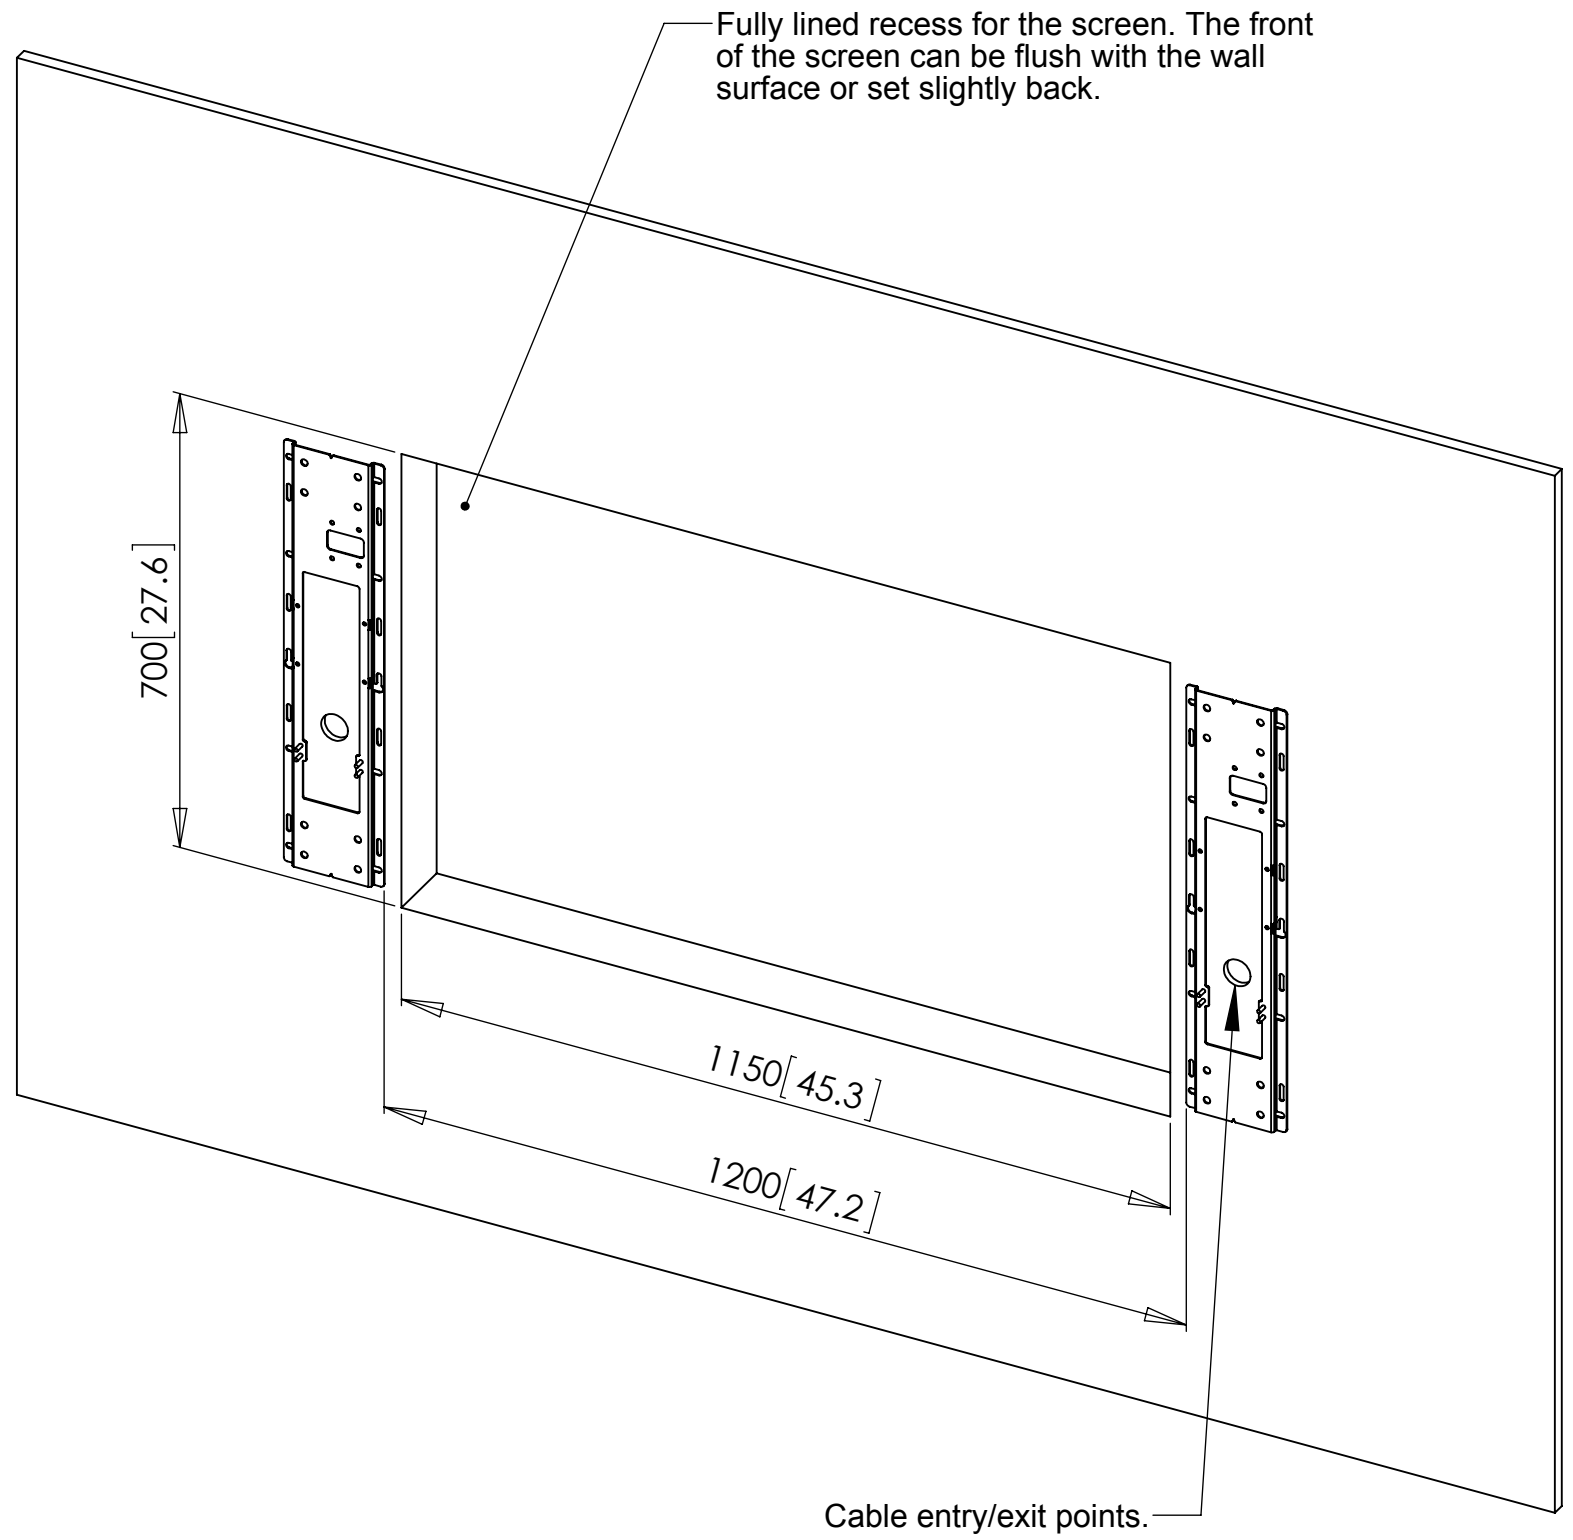 Fully lined recess for the screen. The front
of the screen can be flush with the wall
surface or set slightly back.
700[27.6]
1150[45.3]
1200[47.2]
Cable entry/exit points.